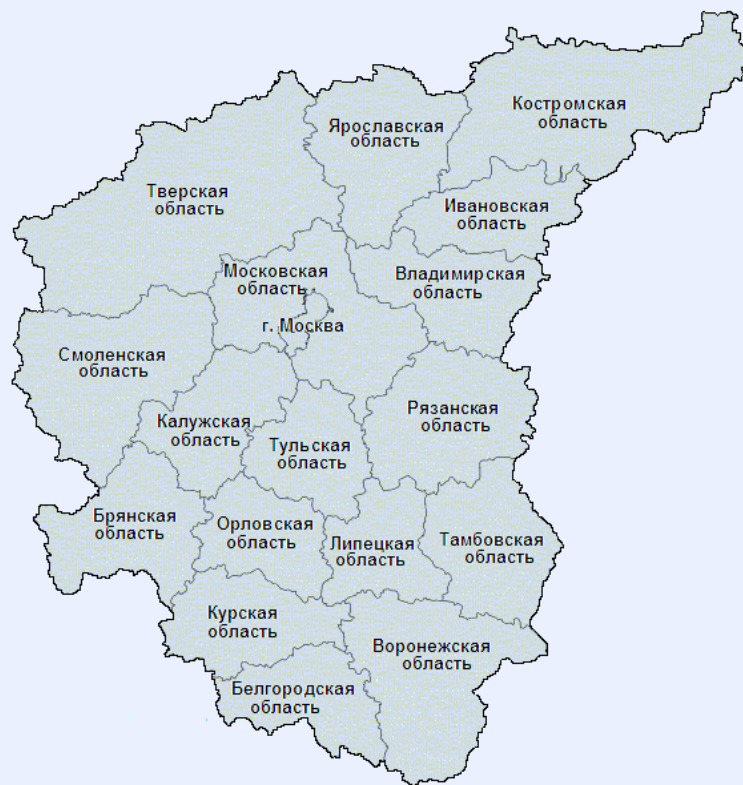 Костромская
область
Ярославская
область
Тверская
область
Ивановская
область
Московская
область
Владимирская
область
г. Москва
Смоленская
область
Рязанская
область
Калужская
область
Тульская
область
Брянская
область
Орловская
область
Липецкая
область
Тамбовская
область
Курская
область
Воронежская
область
Белгородская
область